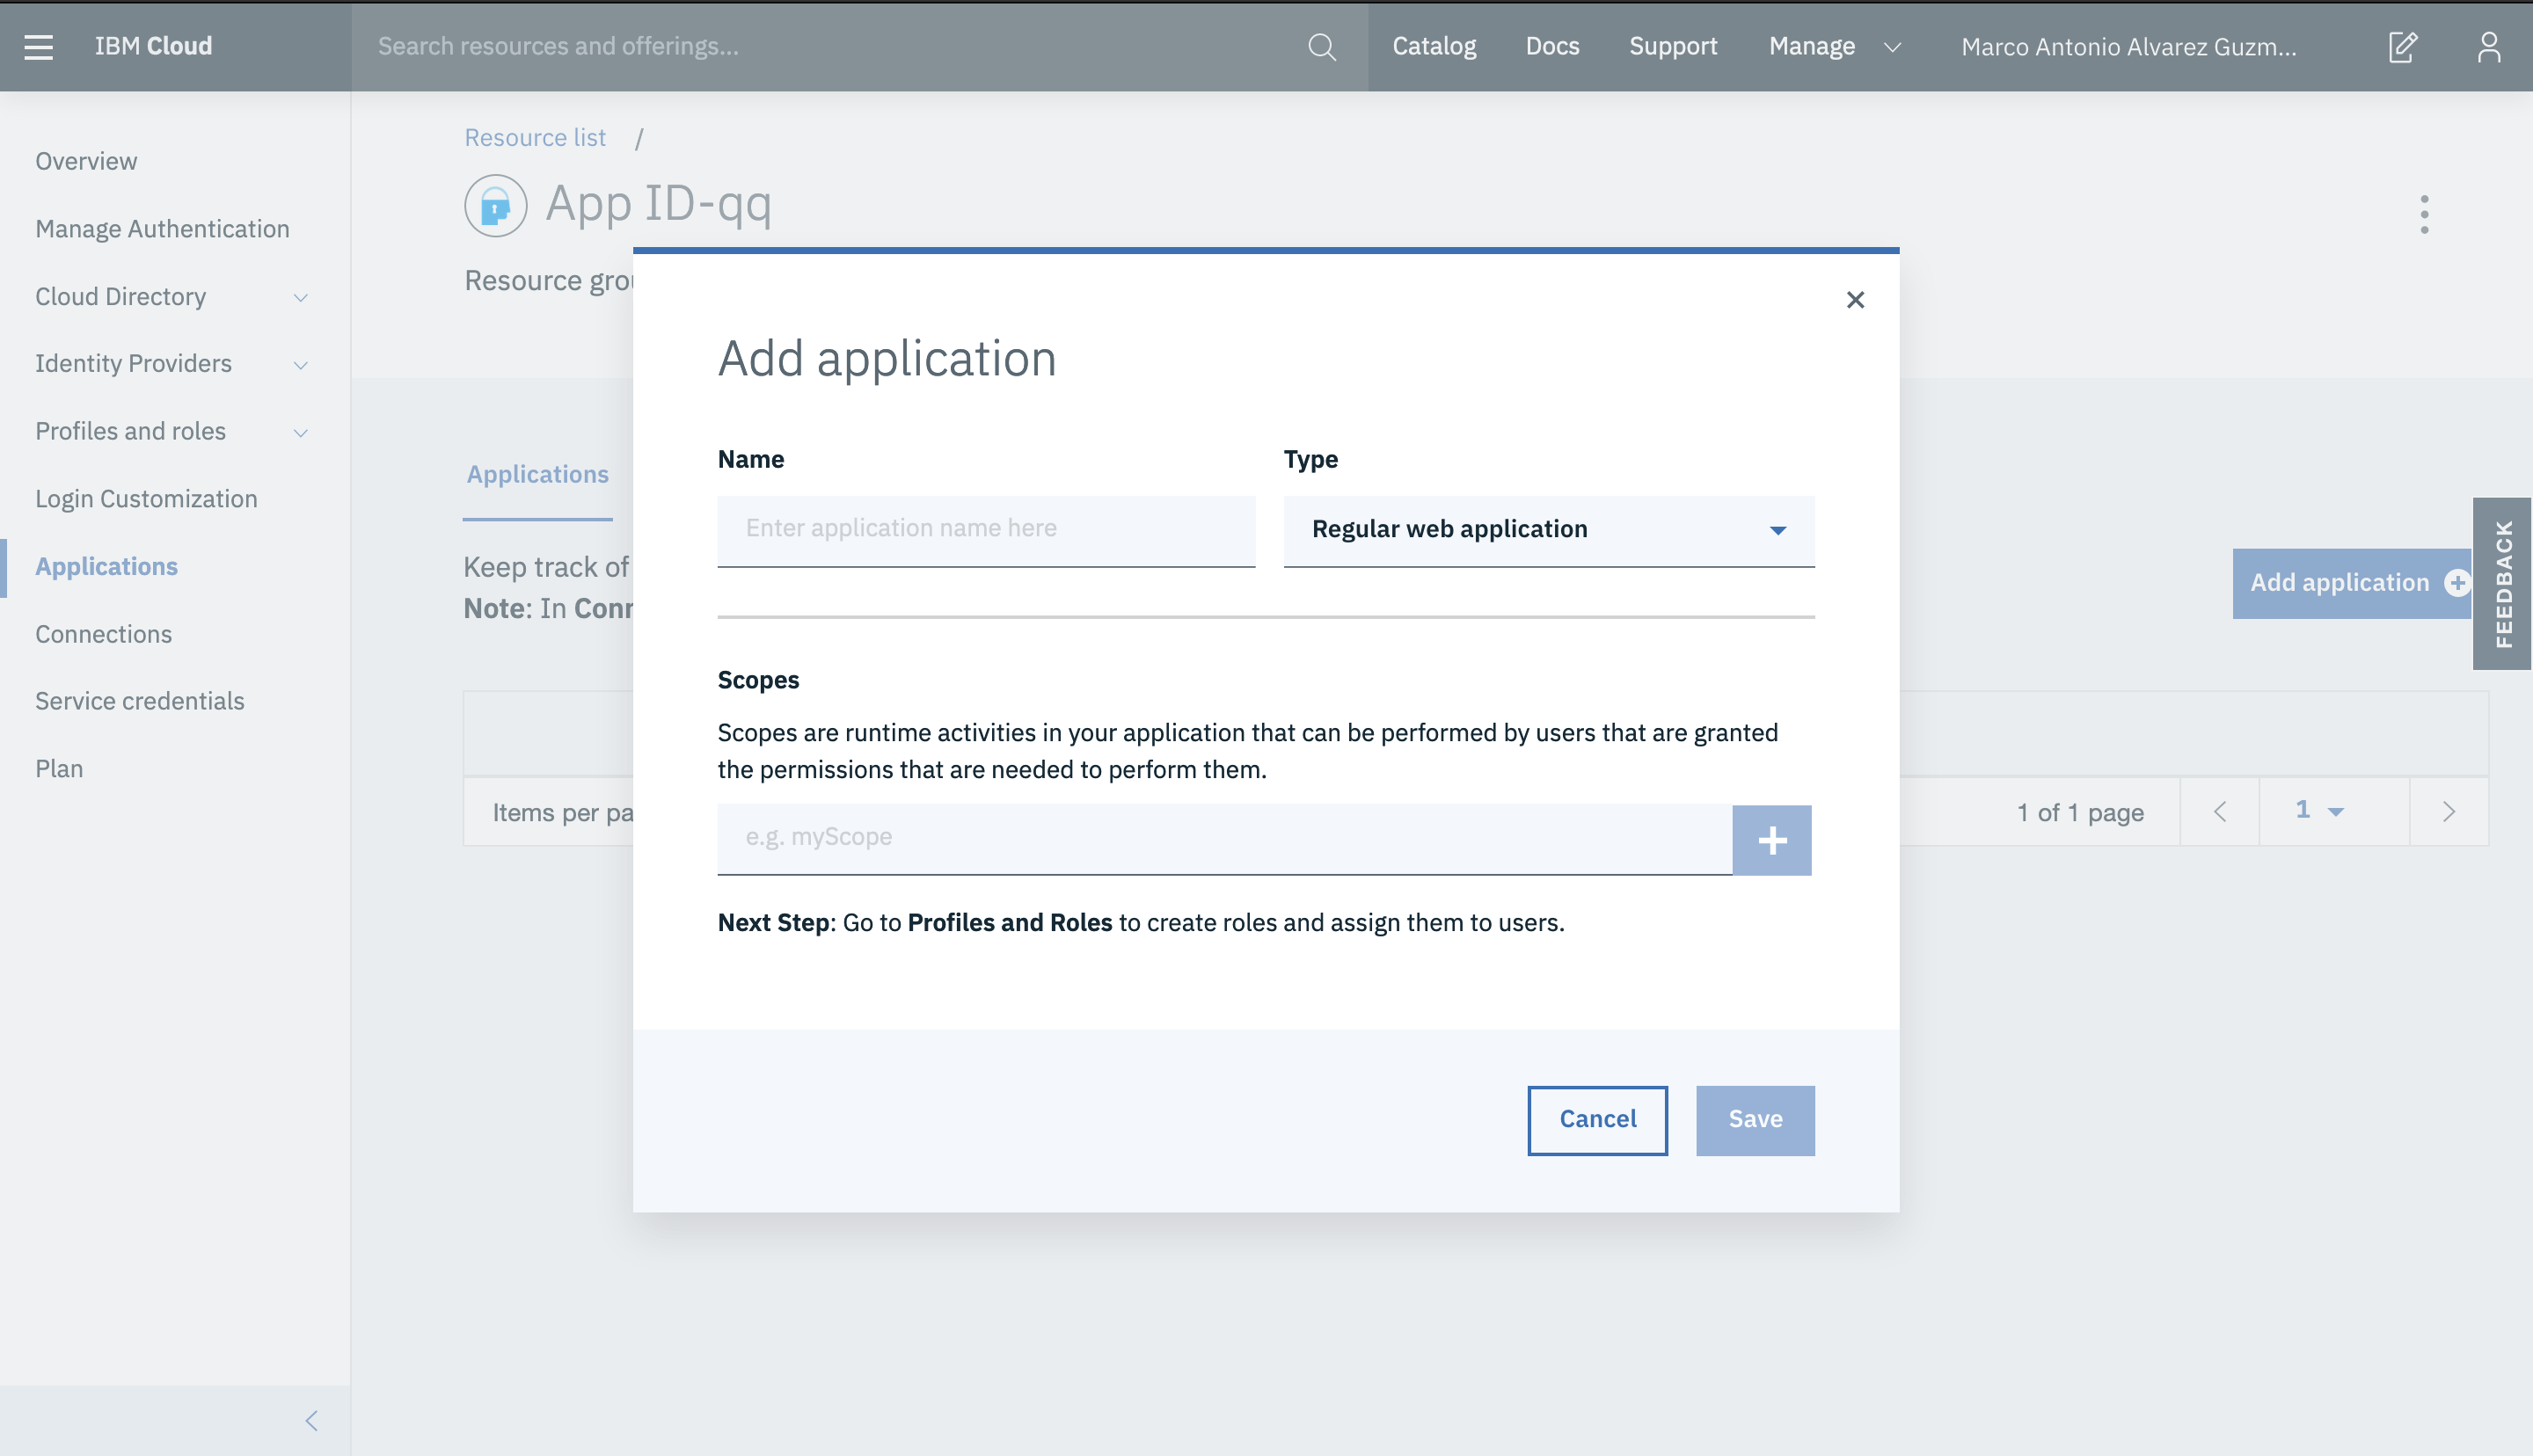 IBM Cloud
Search resources and offerings...
Catalog
Docs
Support
Manage
Marco Antonio Alvarez Guzm...
Overview
Manage Authentication
Cloud Directory
Identity Providers
Profiles and roles
Login Customization
Applications
Connections
Service credentials
Plan
Resource list /
App ID-qq
Resource
Applications
Keep track of
Note: In
Add application
FEEDBACK
Items per
1 of 1 page
1
Add application
Name
Type
Enter application name here
Regular web application
Scopes
Scopes are runtime activities in your application that can be performed by users that are granted
the permissions that are needed to perform them.
e.g. myScope
Next Step: Go to Profiles and Roles to create roles and assign them to users.
Cancel
Save